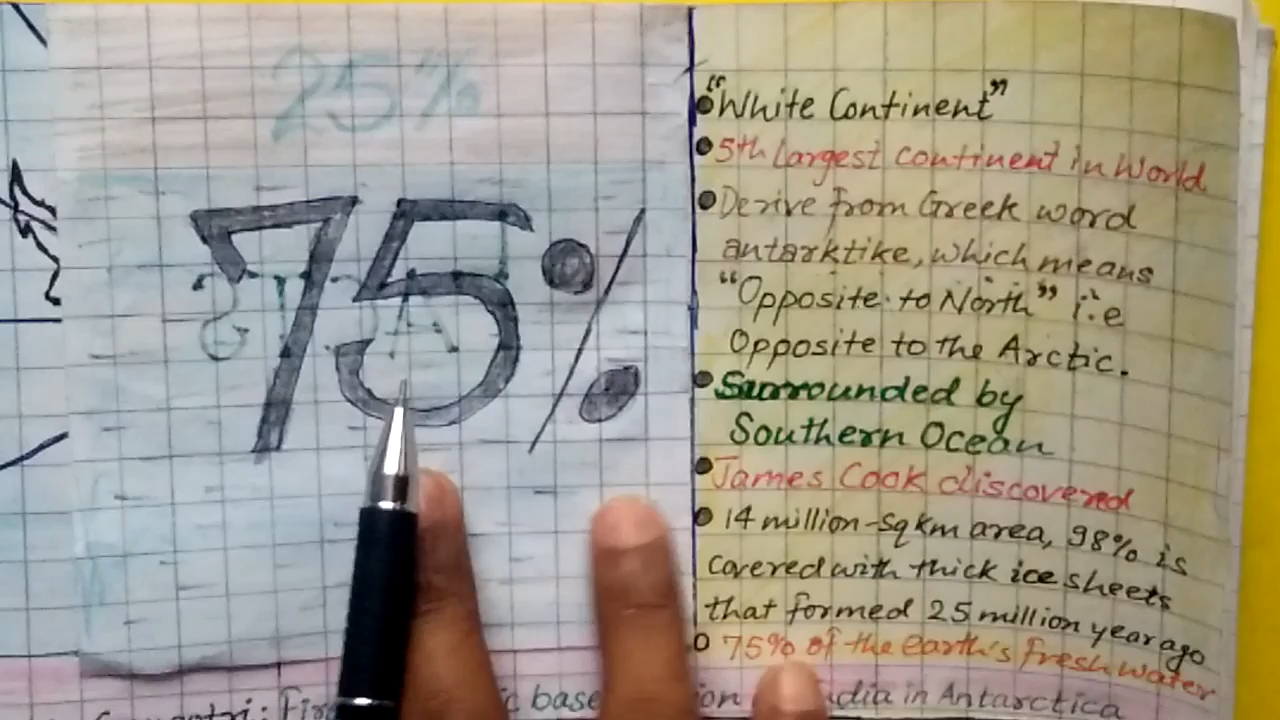 25%
75%
"White Continent"
5th largest continent in World
Derive from Greek word
antarktike, which means
"Opposite to North" i.e
Opposite to the Arctic.
Surrounded by
Southern Ocean
James Cook discovered
14 million-sq km area, 98% is
covered with thick ice sheets
that formed 25 million year ago
75% of the earth's fresh water
base in Antarctica